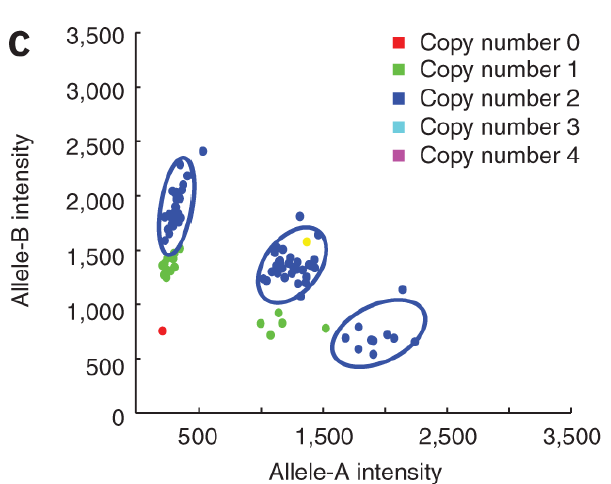 c
3,500
3,000
2,500
2,000
1,500
1,000
500
0
Allele-B intensity
Copy number 0
Copy number 1
Copy number 2
Copy number 3
Copy number 4
500 1,500 2,500 3,500
Allele-A intensity